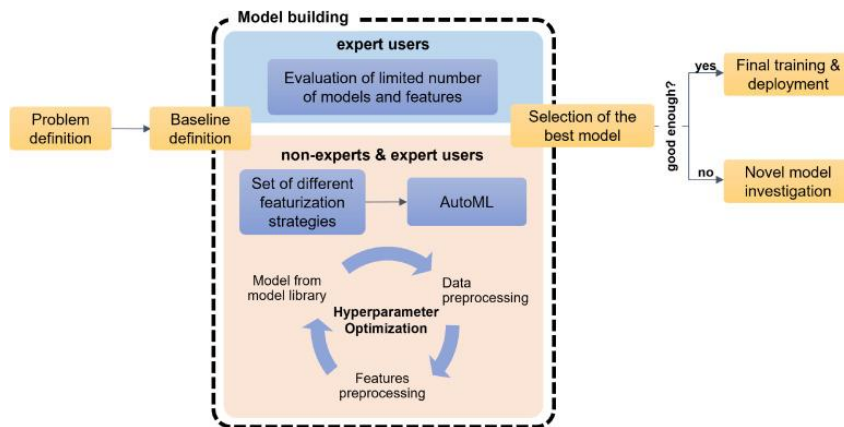 Model building
expert users
Evaluation of limited number
of models and features
Problem
definition
Baseline
definition
Selection of the
best model
good enough?
yes
Final training &
deployment
no
Novel model
investigation
non-experts & expert users
Set of different
featurization
strategies
AutoML
Model from
model library
Data
preprocessing
Hyperparameter
Optimization
Features
preprocessing